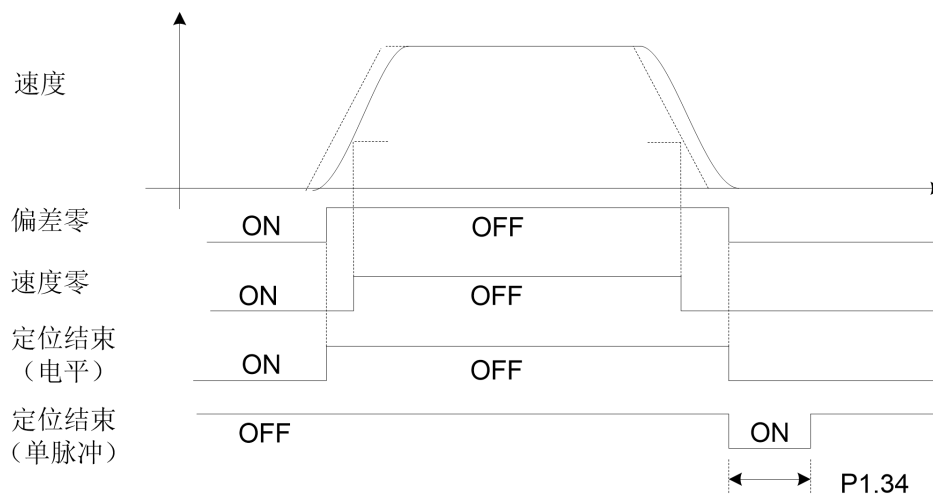 速度
偏差零
ON
OFF
速度零
ON
OFF
定位结束
（电平）
ON
OFF
定位结束
（单脉冲）
OFF
ON
P1.34